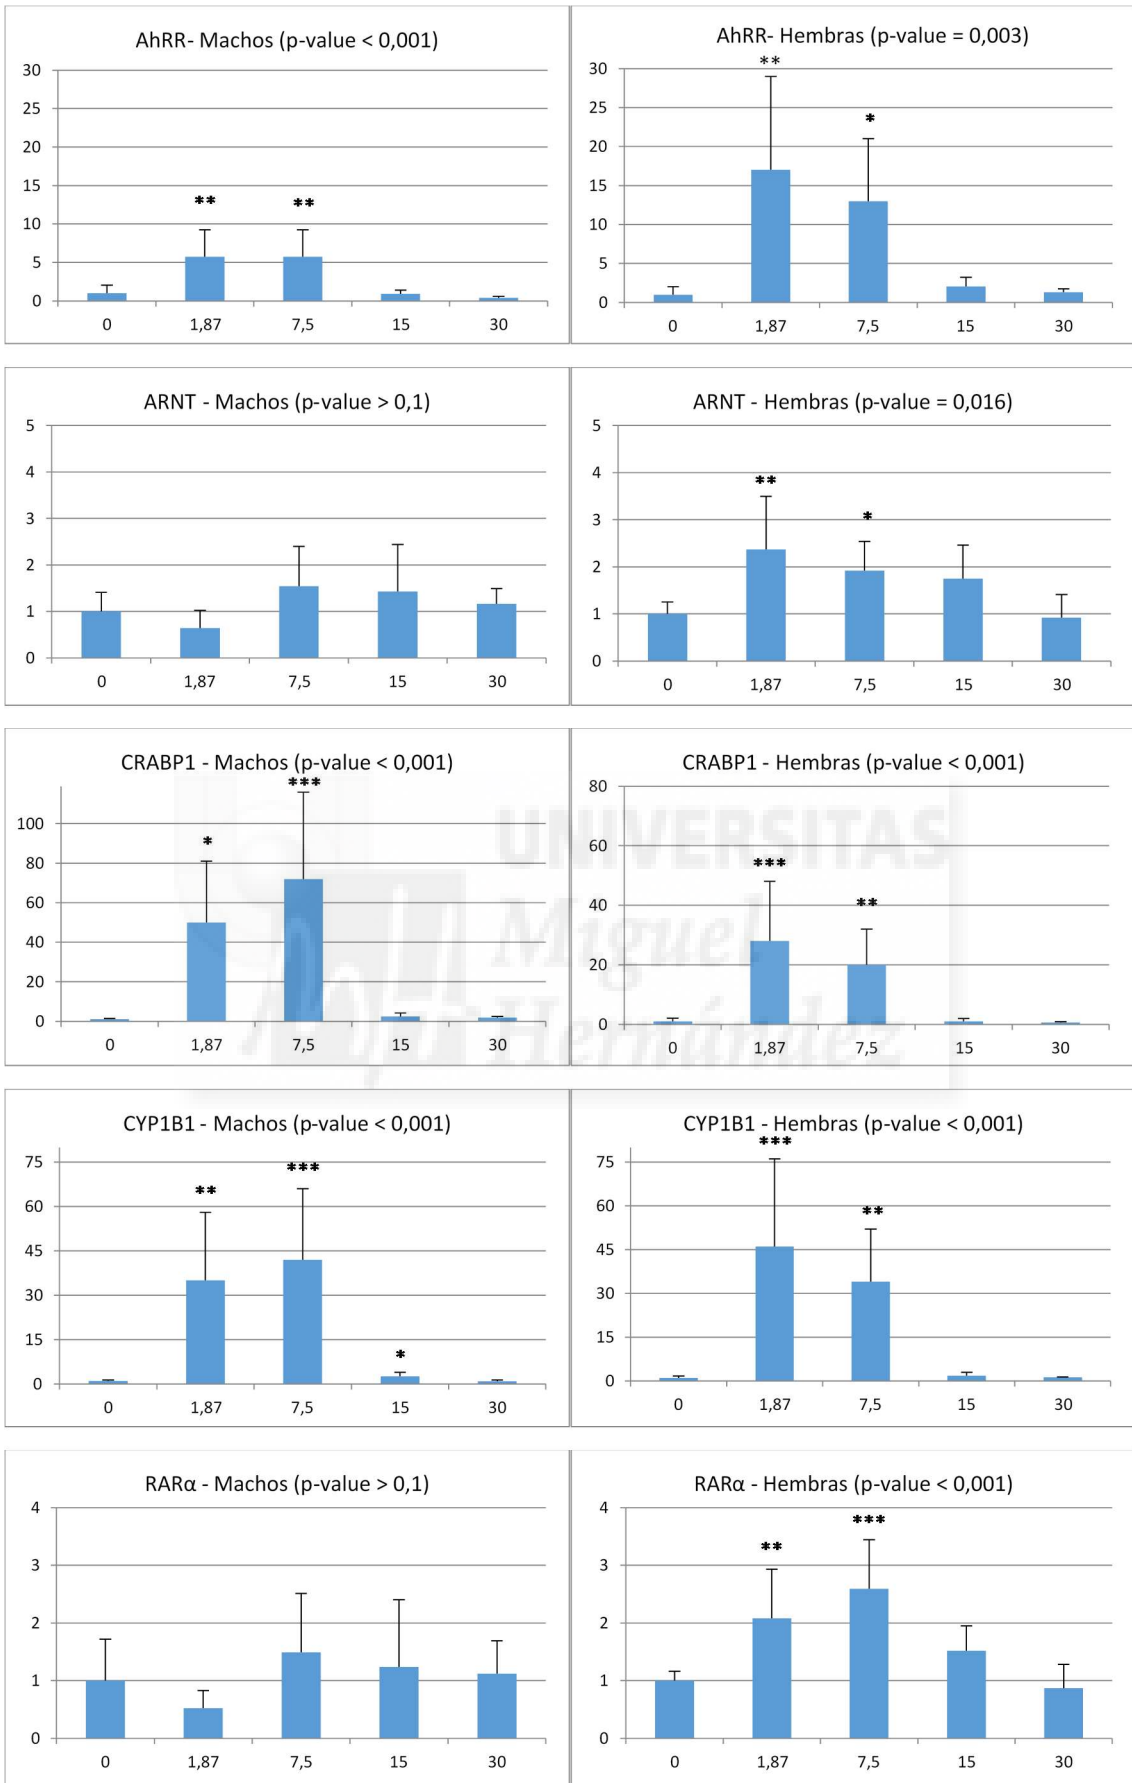 AhRR- Machos (p-value < 0,001)
30
25
20
15
10
5
0
** **
0 1,87 7,5 15 30
AhRR- Hembras (p-value = 0,003)
30
25
20
15
10
5
0
** *
0 1,87 7,5 15 30
ARNT - Machos (p-value > 0,1)
5
4
3
2
1
0
0 1,87 7,5 15 30
ARNT - Hembras (p-value = 0,016)
5
4
3
2
1
0
** *
0 1,87 7,5 15 30
CRABP1 - Machos (p-value < 0,001)
100
80
60
40
20
0
* ***
0 1,87 7,5 15 30
CRABP1 - Hembras (p-value < 0,001)
80
60
40
20
0
*** **
0 1,87 7,5 15 30
UNIVERSITAS
Miguel
Hernández
CYP1B1 - Machos (p-value < 0,001)
75
60
45
30
15
0
** *** *
0 1,87 7,5 15 30
CYP1B1 - Hembras (p-value < 0,001)
75
60
45
30
15
0
*** **
0 1,87 7,5 15 30
RARα - Machos (p-value > 0,1)
4
3
2
1
0
0 1,87 7,5 15 30
RARα - Hembras (p-value < 0,001)
4
3
2
1
0
** ***
0 1,87 7,5 15 30